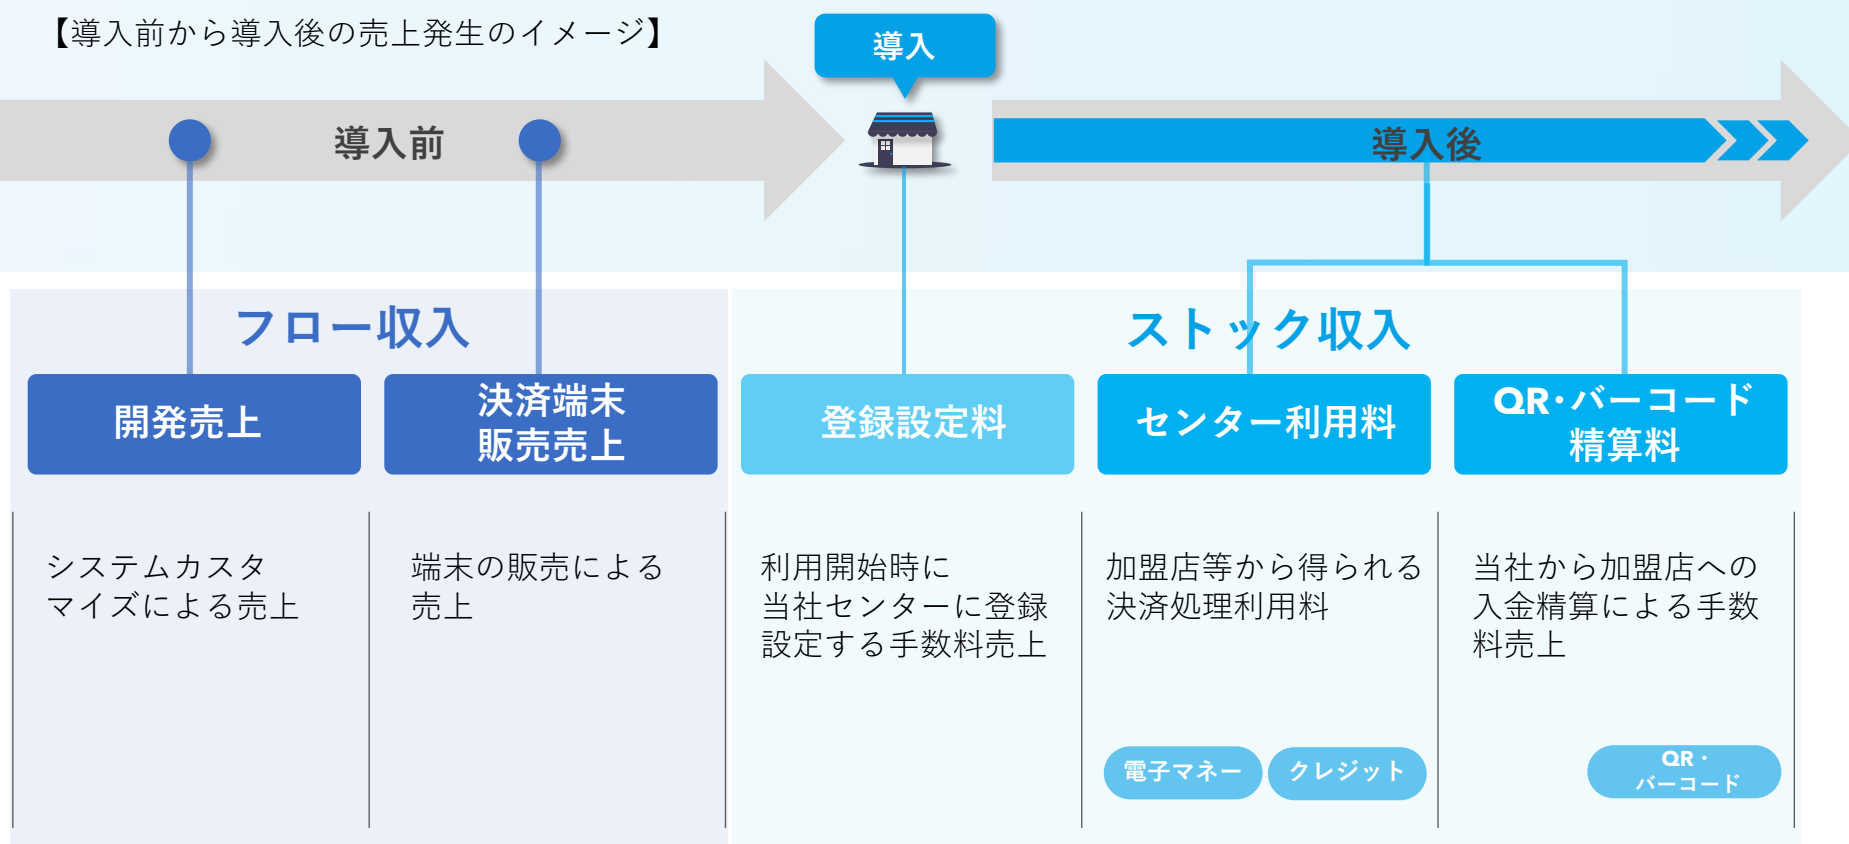 【導入前から導入後の売上発生のイメージ】
導入
導入前
導入後
フロー収入
ストック収入
開発売上
決済端末
販売売上
登録設定料
センター利用料
QR・バーコード
精算料
システムカスタ
マイズによる売上
端末の販売による
売上
利用開始時に
当社センターに登録
設定する手数料売上
加盟店等から得られる
決済処理利用料
当社から加盟店への
入金精算による手数
料売上
電子マネー
クレジット
QR・
バーコード